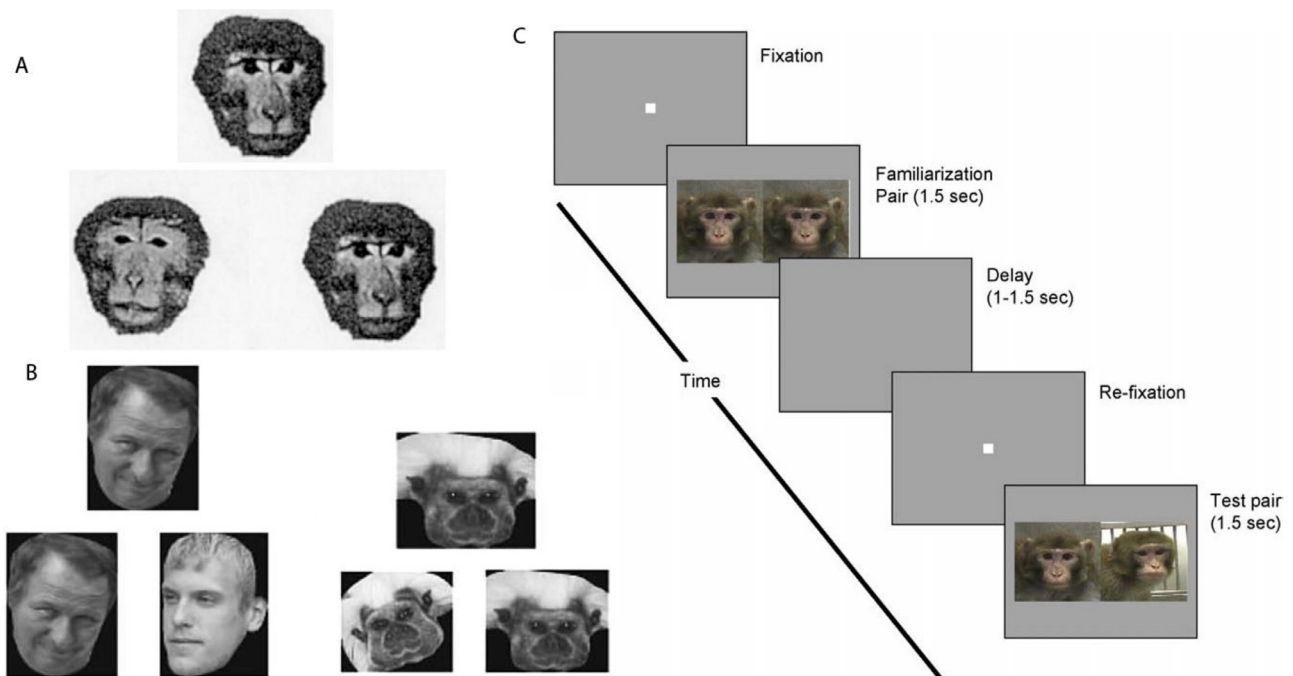 A
B
C
Fixation
Familiarization
Pair (1.5 sec)
Delay
(1-1.5 sec)
Time
Re-fixation
Test pair
(1.5 sec)